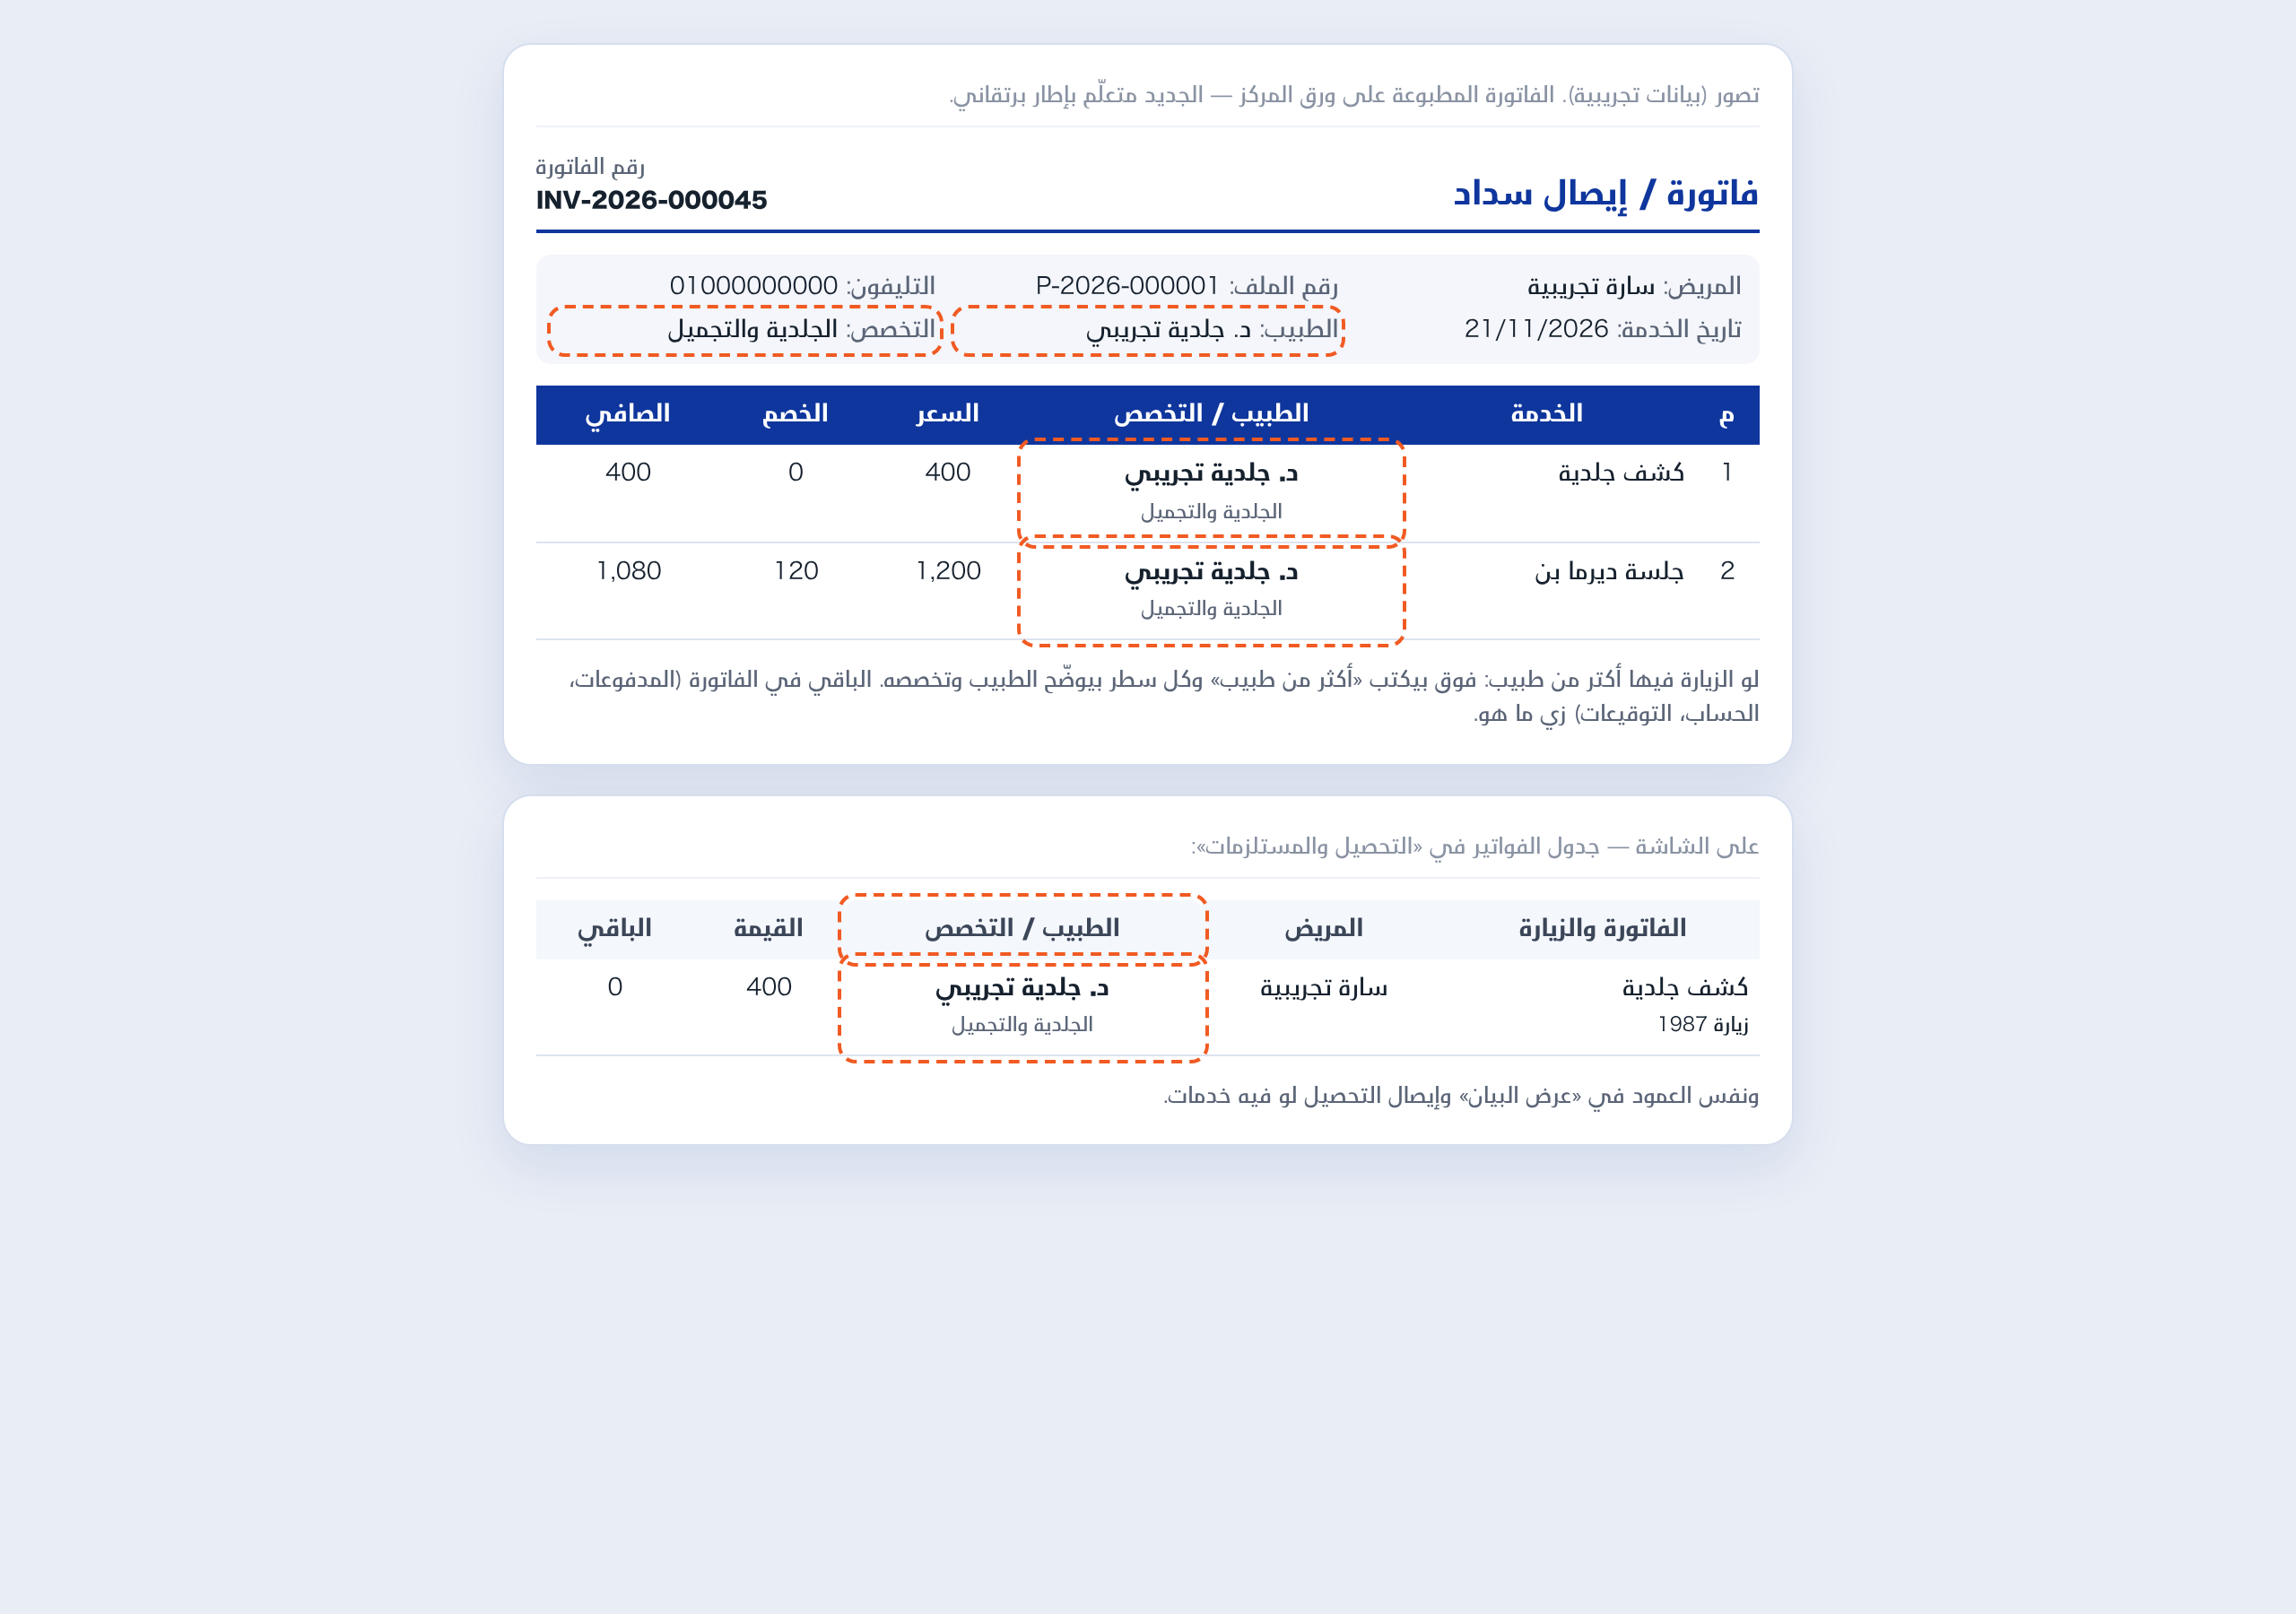 تصور (بيانات تجريبية). الفاتورة المطبوعة على ورق المركز — الجديد متعلّم بإطار برتقاني.
فاتورة / إيصال سداد
رقم الفاتورة
INV-2026-000045
المريض: سارة تجريبية رقم الملف: P-2026-000001 التليفون: 01000000000
تاريخ الخدمة: 21/11/2026 الطبيب: د. جلدية تجريبي التخصص: الجلدية والتجميل
م الخدمة الطبيب / التخصص السعر الخصم الصافي
1 كشف جلدية د. جلدية تجريبي 400 0 400
الجلدية والتجميل
2 جلسة ديرما بن د. جلدية تجريبي 1,200 120 1,080
الجلدية والتجميل
لو الزيارة فيها أكتر من طبيب: فوق بيكتب «أكثر من طبيب» وكل سطر بيوضّح الطبيب وتخصصه. الباقي في الفاتورة (المدفوعات،
الحساب، التوقيعات) زي ما هو.
على الشاشة — جدول الفواتير في «التحصيل والمستلزمات»:
الفاتورة والزيارة المريض الطبيب / التخصص القيمة الباقي
كشف جلدية سارة تجريبية د. جلدية تجريبي 400 0
زيارة 1987 الجلدية والتجميل
ونفس العمود في «عرض البيان» وإيصال التحصيل لو فيه خدمات.